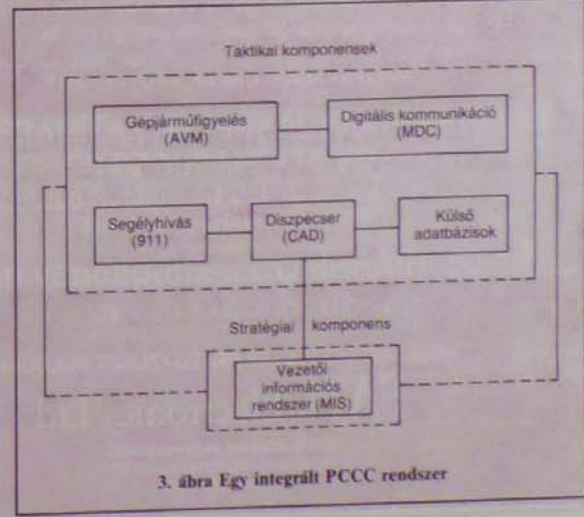 Taktikai komponensek
Gépjárműfigyelés
(AVM)
Digitális kommunikáció
(MDC)
Segélyhívás
(911)
Diszpécser
(CAD)
Külső
adatbázisok
Stratégiai komponens
Vezetői
információs
rendszer (MIS)
3. ábra Egy integrált PCCC rendszer